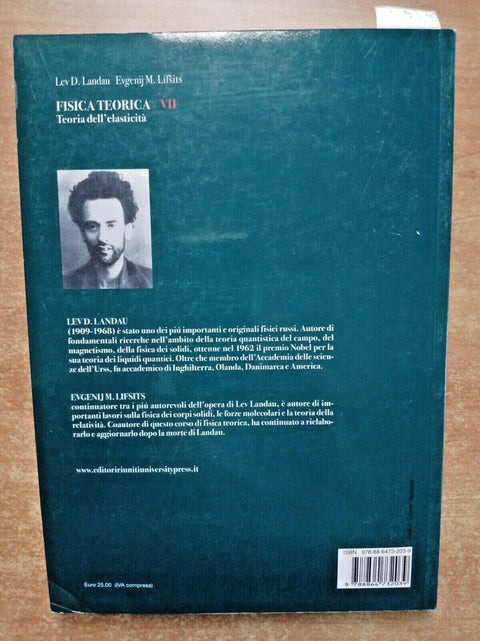 Lev D. Landau Evgenij M. Lifšits
FISICA TEORICA VII
Teoria dell'elasticità
LEV D. LANDAU
(1909-1968) è stato uno dei più importanti e originali fisici russi. Autore di
fondamentali ricerche nell'ambito della teoria quantistica del campo, del
magnetismo, della fisica dei solidi, ottenne nel 1962 il premio Nobel per la
sua teoria dei liquidi quantici. Oltre che membro dell'Accademia delle scien-
ze dell'Urss, fu accademico di Inghilterra, Olanda, Danimarca e America.
EVGENIJ M. LIFSITS
continuatore tra i più autorevoli dell'opera di Lev Landau, è autore di im-
portanti lavori sulla fisica dei corpi solidi, le forze molecolari e la teoria della
relatività. Coautore di questo corso di fisica teorica, ha continuato a rielabo-
rarlo e aggiornarlo dopo la morte di Landau.
www.editoririunitiuniversitypress.it
ISBN 978-88-6473-203-9
9 788864 732039
Euro 25,00 (IVA compresa)